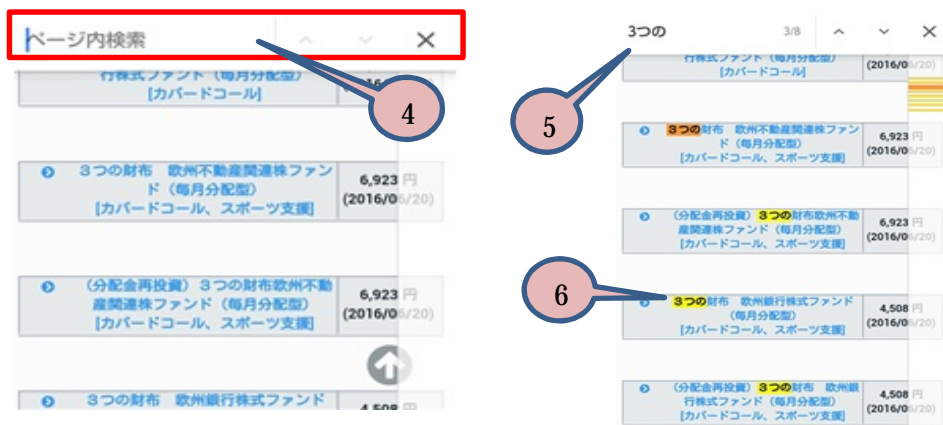 ページ内検索
行株式ファンド（毎月分配型）
[カバードコール]
4
３つの財布　欧州不動産関連株ファン
ド（毎月分配型）
[カバードコール、スポーツ支援]
6,923 円
(2016/06/20)
（分配金再投資）３つの財布欧州不動
産関連株ファンド（毎月分配型）
[カバードコール、スポーツ支援]
6,923 円
(2016/06/20)
３つの財布　欧州銀行株式ファンド
4,508 円
3つの
3/8
5
行株式ファンド（毎月分配型）
[カバードコール]
(2016/06/20)
３つの財布　欧州不動産関連株ファン
ド（毎月分配型）
[カバードコール、スポーツ支援]
6,923 円
(2016/06/20)
（分配金再投資）３つの財布欧州不動
産関連株ファンド（毎月分配型）
[カバードコール、スポーツ支援]
6,923 円
(2016/06/20)
6
３つの財布　欧州銀行株式ファンド
（毎月分配型）
[カバードコール、スポーツ支援]
4,508 円
(2016/06/20)
（分配金再投資）３つの財布　欧州銀
行株式ファンド（毎月分配型）
[カバードコール、スポーツ支援]
4,508 円
(2016/06/20)